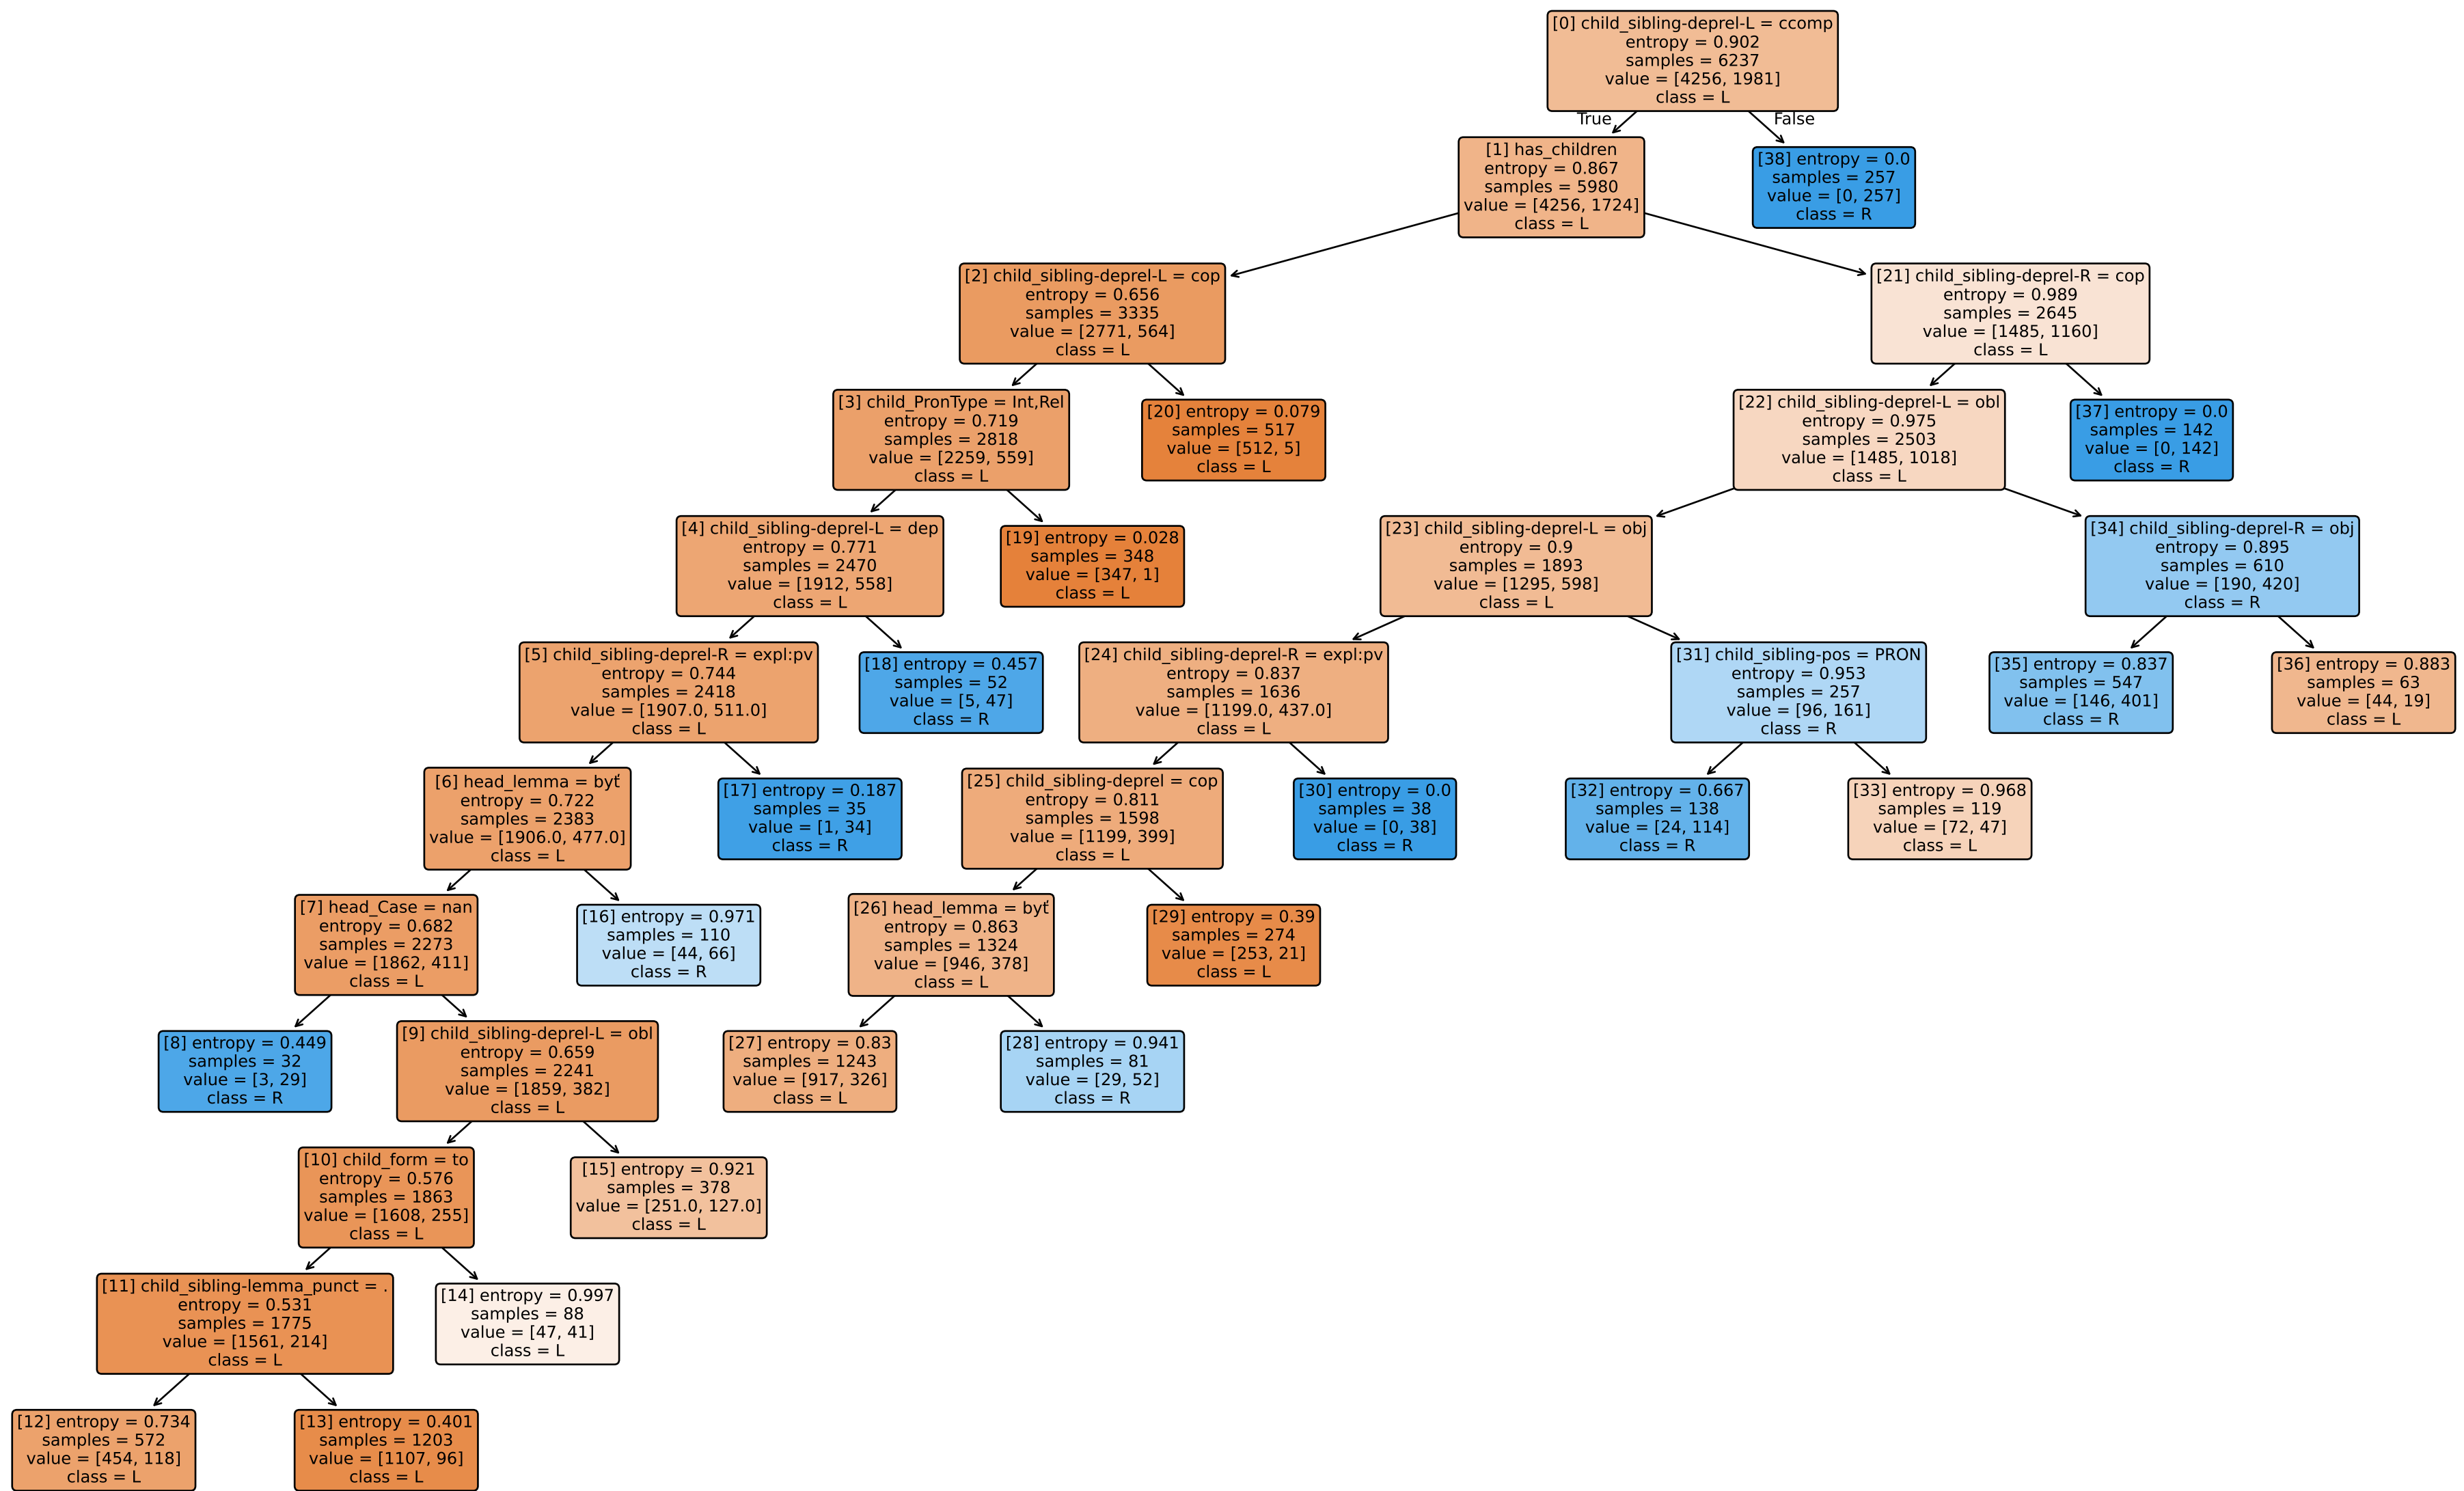 [0] child_sibling-deprel-L = ccomp
entropy = 0.902
samples = 6237
value = [4256, 1981]
class = L
True
False
[1] has_children
entropy = 0.867
samples = 5980
value = [4256, 1724]
class = L
[38] entropy = 0.0
samples = 257
value = [0, 257]
class = R
[2] child_sibling-deprel-L = cop
entropy = 0.656
samples = 3335
value = [2771, 564]
class = L
[21] child_sibling-deprel-R = cop
entropy = 0.989
samples = 2645
value = [1485, 1160]
class = L
[3] child_PronType = Int,Rel
entropy = 0.719
samples = 2818
value = [2259, 559]
class = L
[20] entropy = 0.079
samples = 517
value = [512, 5]
class = L
[22] child_sibling-deprel-L = obl
entropy = 0.975
samples = 2503
value = [1485, 1018]
class = L
[37] entropy = 0.0
samples = 142
value = [0, 142]
class = R
[4] child_sibling-deprel-L = dep
entropy = 0.771
samples = 2470
value = [1912, 558]
class = L
[19] entropy = 0.028
samples = 348
value = [347, 1]
class = L
[23] child_sibling-deprel-L = obj
entropy = 0.9
samples = 1893
value = [1295, 598]
class = L
[34] child_sibling-deprel-R = obj
entropy = 0.895
samples = 610
value = [190, 420]
class = R
[5] child_sibling-deprel-R = expl:pv
entropy = 0.744
samples = 2418
value = [1907.0, 511.0]
class = L
[18] entropy = 0.457
samples = 52
value = [5, 47]
class = R
[24] child_sibling-deprel-R = expl:pv
entropy = 0.837
samples = 1636
value = [1199.0, 437.0]
class = L
[31] child_sibling-pos = PRON
entropy = 0.953
samples = 257
value = [96, 161]
class = R
[35] entropy = 0.837
samples = 547
value = [146, 401]
class = R
[36] entropy = 0.883
samples = 63
value = [44, 19]
class = L
[6] head_lemma = byť
entropy = 0.722
samples = 2383
value = [1906.0, 477.0]
class = L
[17] entropy = 0.187
samples = 35
value = [1, 34]
class = R
[25] child_sibling-deprel = cop
entropy = 0.811
samples = 1598
value = [1199, 399]
class = L
[30] entropy = 0.0
samples = 38
value = [0, 38]
class = R
[32] entropy = 0.667
samples = 138
value = [24, 114]
class = R
[33] entropy = 0.968
samples = 119
value = [72, 47]
class = L
[7] head_Case = nan
entropy = 0.682
samples = 2273
value = [1862, 411]
class = L
[16] entropy = 0.971
samples = 110
value = [44, 66]
class = R
[26] head_lemma = byť
entropy = 0.863
samples = 1324
value = [946, 378]
class = L
[29] entropy = 0.39
samples = 274
value = [253, 21]
class = L
[8] entropy = 0.449
samples = 32
value = [3, 29]
class = R
[9] child_sibling-deprel-L = obl
entropy = 0.659
samples = 2241
value = [1859, 382]
class = L
[27] entropy = 0.83
samples = 1243
value = [917, 326]
class = L
[28] entropy = 0.941
samples = 81
value = [29, 52]
class = R
[10] child_form = to
entropy = 0.576
samples = 1863
value = [1608, 255]
class = L
[15] entropy = 0.921
samples = 378
value = [251.0, 127.0]
class = L
[11] child_sibling-lemma_punct = .
entropy = 0.531
samples = 1775
value = [1561, 214]
class = L
[14] entropy = 0.997
samples = 88
value = [47, 41]
class = L
[12] entropy = 0.734
samples = 572
value = [454, 118]
class = L
[13] entropy = 0.401
samples = 1203
value = [1107, 96]
class = L